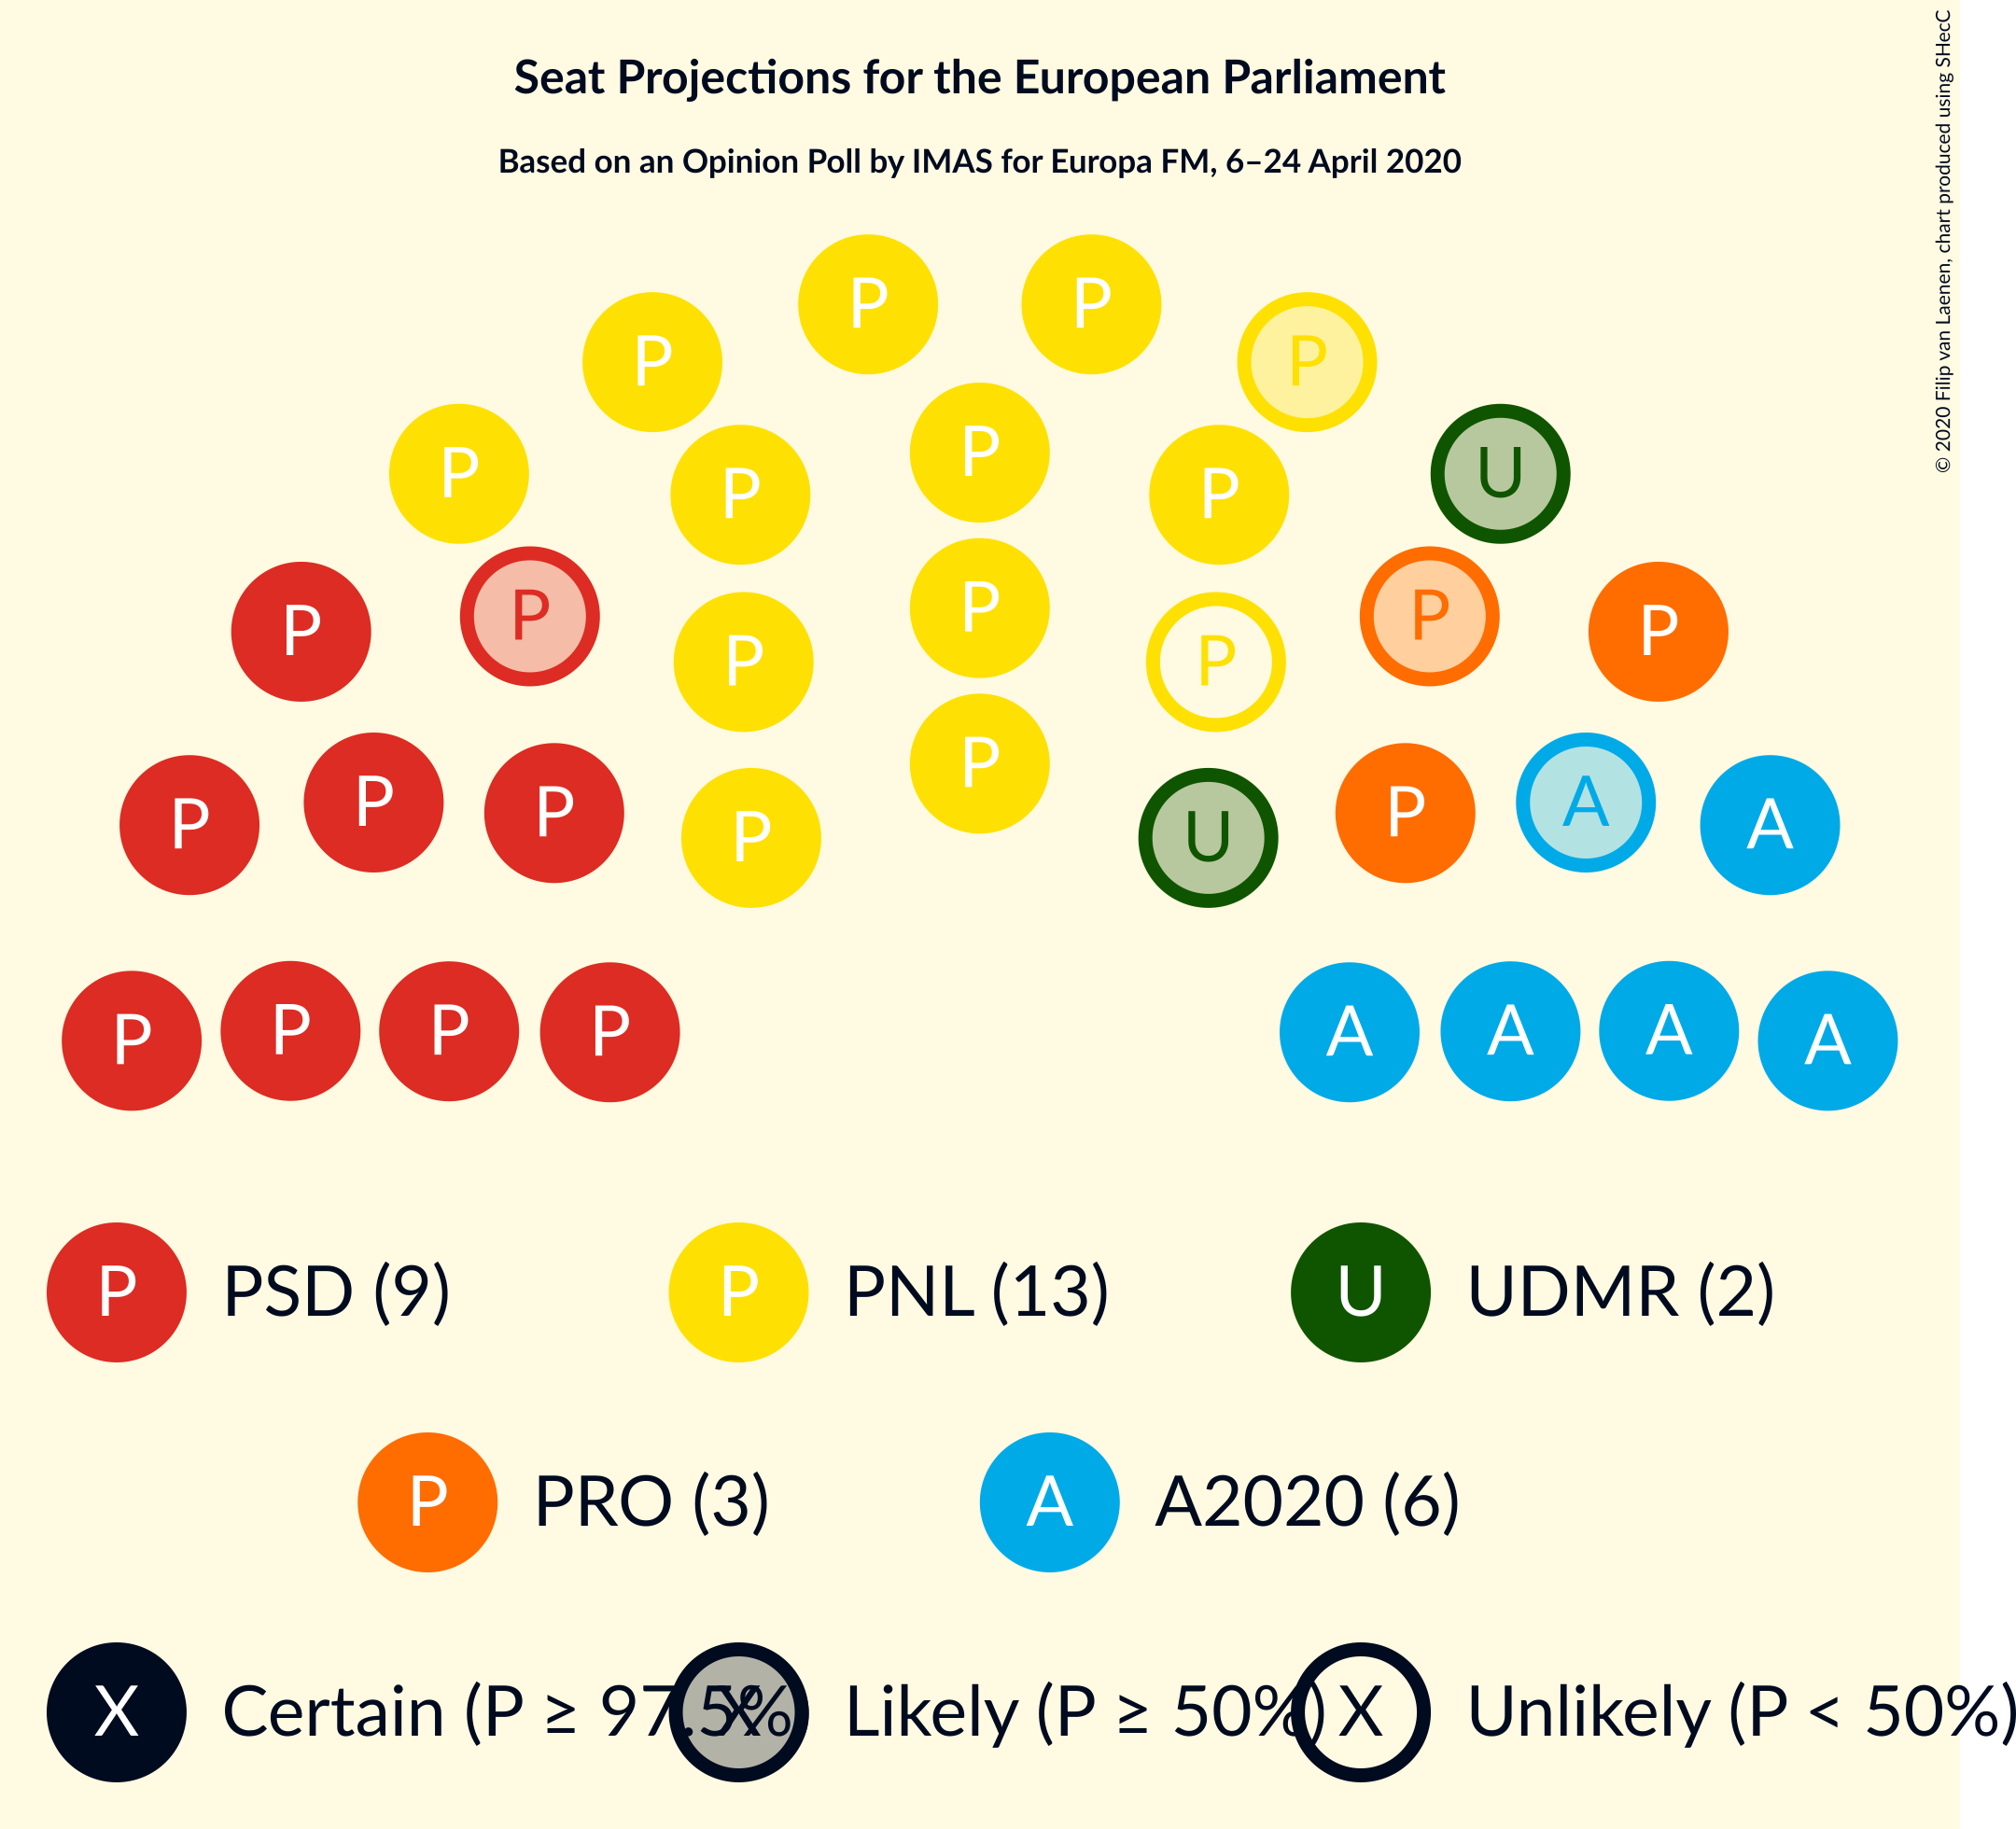 Seat Projections for the European Parliament
Based on an Opinion Poll by IMAS for Europa FM, 6–24 April 2020
© 2020 Filip van Laenen, chart produced using SHecC
P P
P P
P P U
P P P
P P P P P
P P P
P P P P A A
P U
P P P P A A A A
P PSD (9) P PNL (13) U UDMR (2)
P PRO (3) A A2020 (6)
X Certain (P ≥ 97.5% X Likely (P ≥ 50%) X Unlikely (P < 50%)